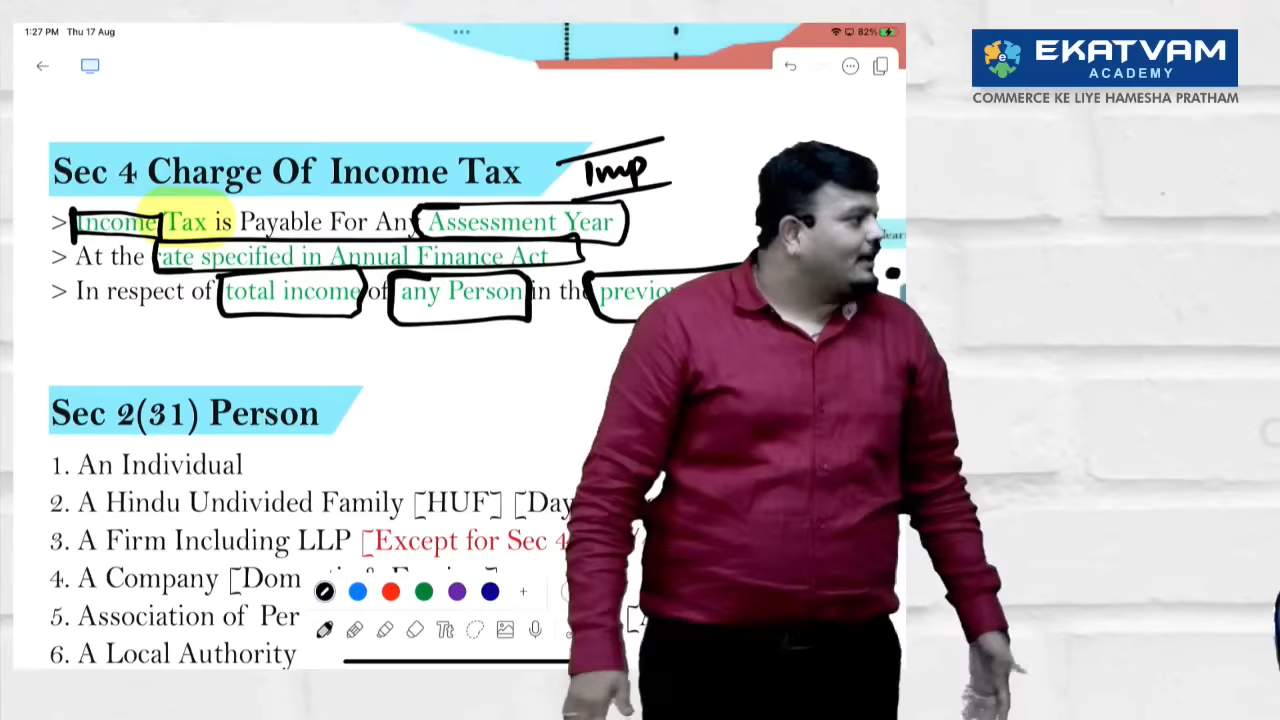 1:27 PM Thu 17 Aug
82%
EKATVAM
ACADEMY
COMMERCE KE LIYE HAMESHA PRATHAM
Sec 4 Charge Of Income Tax Imp
> Income Tax is Payable For Any Assessment Year
> At the rate specified in Annual Finance Act
> In respect of total income of any Person in the
Sec 2(31) Person
1. An Individual
2. A Hindu Undivided Family [HUF]
3. A Firm Including LLP [Except for Sec
4. A Company
5. Association of
6. A Local Authority